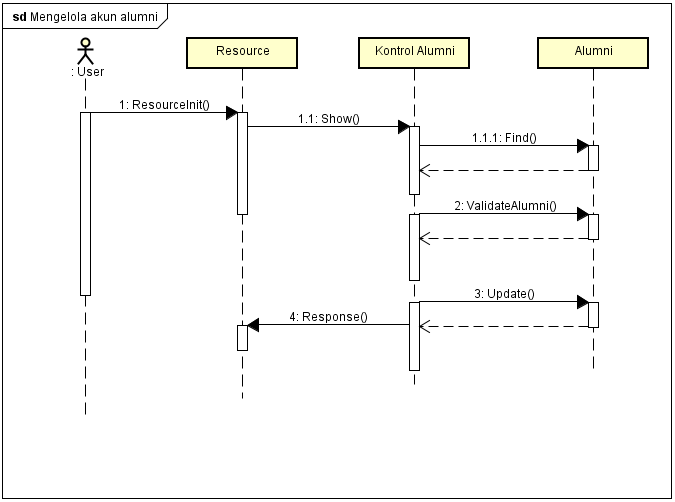 sd Mengelola akun alumni
: User
Resource
Kontrol Alumni
Alumni
1: ResourceInit()
1.1: Show()
1.1.1: Find()
2: ValidateAlumni()
3: Update()
4: Response()